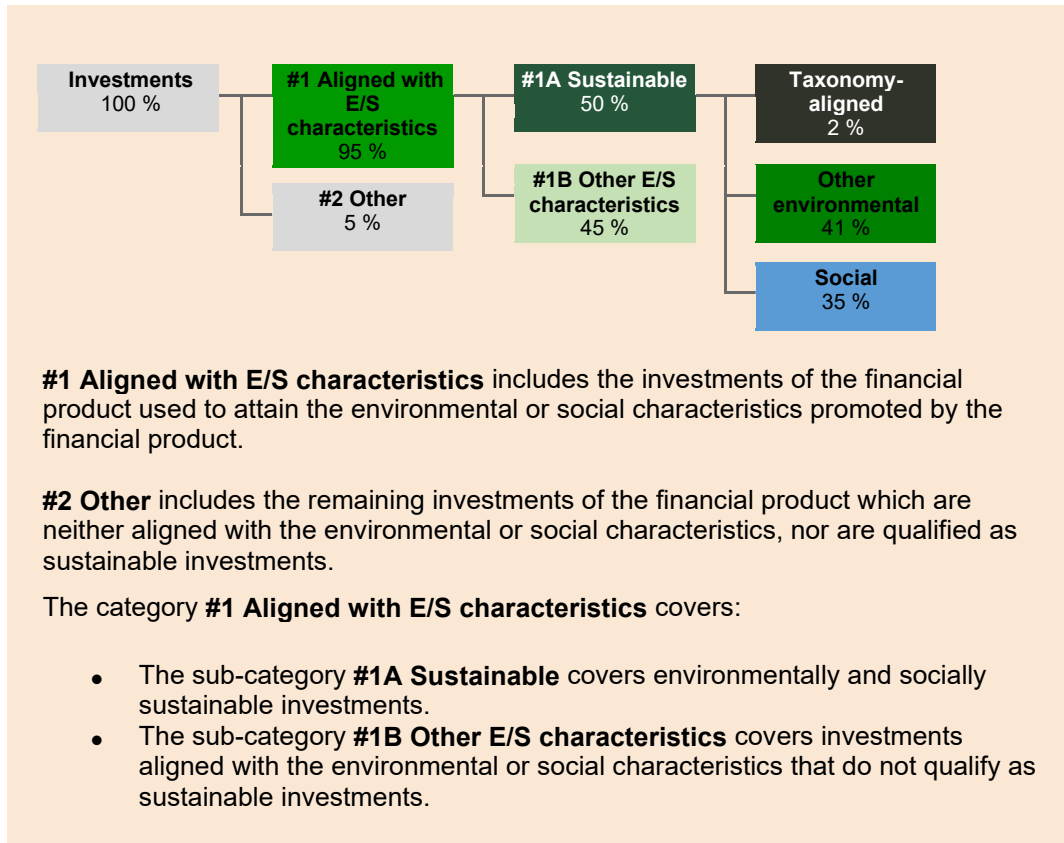 Investments
100 %
#1 Aligned with
E/S
characteristics
95 %
#2 Other
5 %
#1A Sustainable
50 %
#1B Other E/S
characteristics
45 %
Taxonomy-
aligned
2 %
Other
environmental
41 %
Social
35 %
#1 Aligned with E/S characteristics includes the investments of the financial
product used to attain the environmental or social characteristics promoted by the
financial product.
#2 Other includes the remaining investments of the financial product which are
neither aligned with the environmental or social characteristics, nor are qualified as
sustainable investments.
The category #1 Aligned with E/S characteristics covers:
● The sub-category #1A Sustainable covers environmentally and socially
sustainable investments.
● The sub-category #1B Other E/S characteristics covers investments
aligned with the environmental or social characteristics that do not qualify as
sustainable investments.